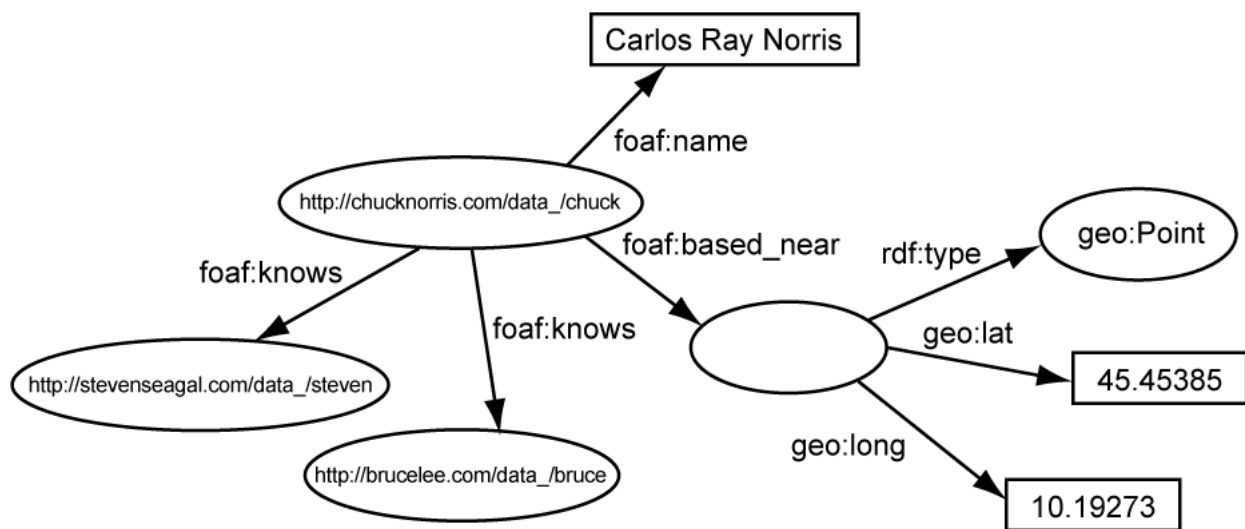 Carlos Ray Norris
foaf:name
http://chucknorris.com/data_/chuck
foaf:based_near
rdf:type
geo:Point
foaf:knows
foaf:knows
geo:lat
http://stevenseagal.com/data_/steven
45.45385
geo:long
http://brucelee.com/data_/bruce
10.19273